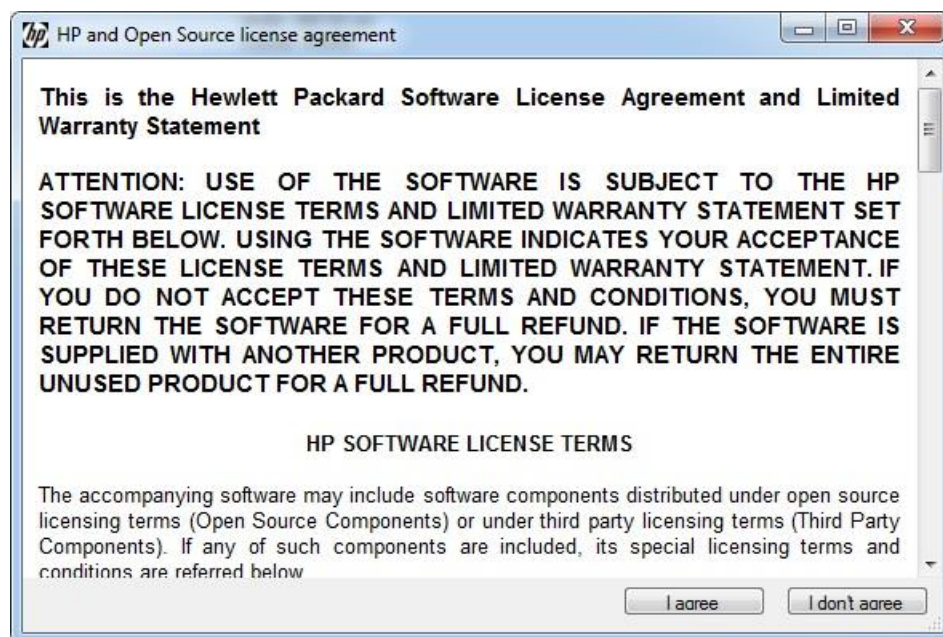 hp HP and Open Source license agreement
This is the Hewlett Packard Software License Agreement and Limited
Warranty Statement
ATTENTION: USE OF THE SOFTWARE IS SUBJECT TO THE HP
SOFTWARE LICENSE TERMS AND LIMITED WARRANTY STATEMENT SET
FORTH BELOW. USING THE SOFTWARE INDICATES YOUR ACCEPTANCE
OF THESE LICENSE TERMS AND LIMITED WARRANTY STATEMENT. IF
YOU DO NOT ACCEPT THESE TERMS AND CONDITIONS, YOU MUST
RETURN THE SOFTWARE FOR A FULL REFUND. IF THE SOFTWARE IS
SUPPLIED WITH ANOTHER PRODUCT, YOU MAY RETURN THE ENTIRE
UNUSED PRODUCT FOR A FULL REFUND.
HP SOFTWARE LICENSE TERMS
The accompanying software may include software components distributed under open source
licensing terms (Open Source Components) or under third party licensing terms (Third Party
Components). If any of such components are included, its special licensing terms and
conditions are referred below
I agree I don't agree